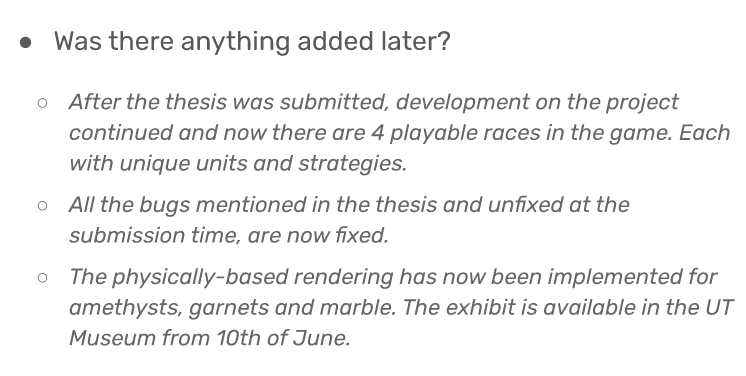 ● Was there anything added later?
○ After the thesis was submitted, development on the project
continued and now there are 4 playable races in the game. Each
with unique units and strategies.
○ All the bugs mentioned in the thesis and unfixed at the
submission time, are now fixed.
○ The physically-based rendering has now been implemented for
amethysts, garnets and marble. The exhibit is available in the UT
Museum from 10th of June.